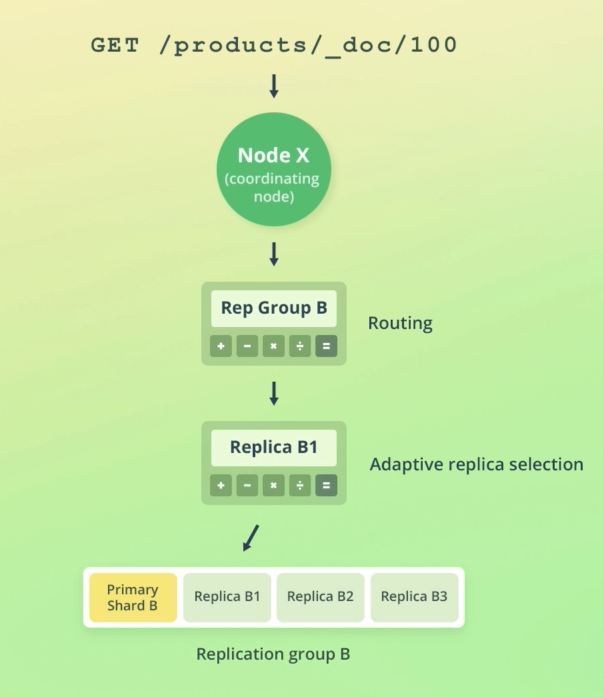 GET /products/_doc/100
Node X
(coordinating
node)
Rep Group B
+ − × ÷ =
Routing
Replica B1
+ − × ÷ =
Adaptive replica selection
Primary
Shard B
Replica B1
Replica B2
Replica B3
Replication group B